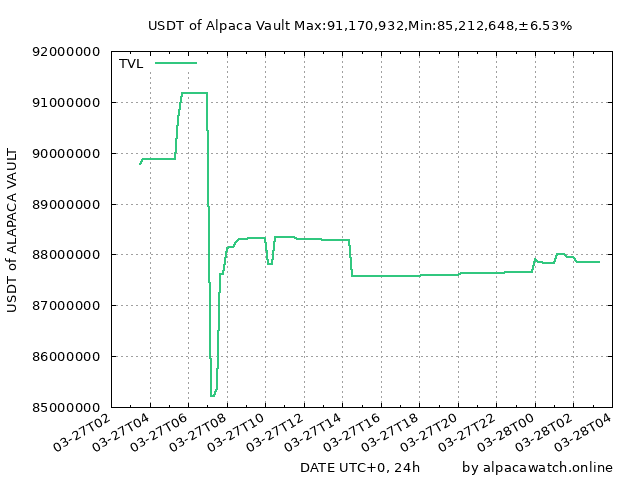 USDT of Alpaca Vault Max:91,170,932,Min:85,212,648,±6.53%
TVL
92000000
91000000
90000000
89000000
88000000
87000000
86000000
85000000
USDT of ALAPACA VAULT
03-27T02
03-27T04
03-27T06
03-27T08
03-27T10
03-27T12
03-27T14
03-27T16
03-27T18
03-27T20
03-27T22
03-28T00
03-28T02
03-28T04
DATE UTC+0, 24h by alpacawatch.online